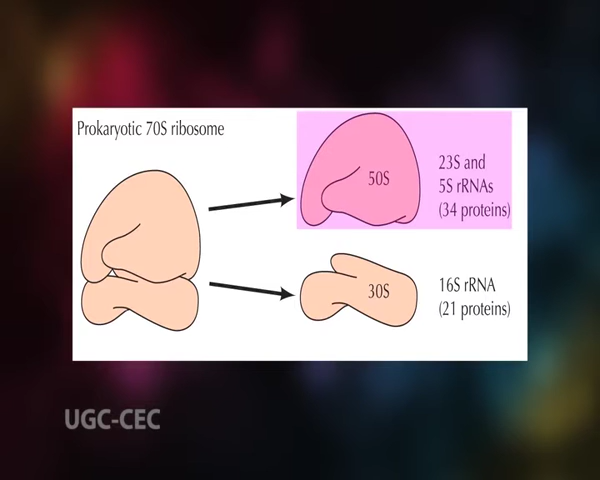 Prokaryotic 70S ribosome
50S
23S and
5S rRNAs
(34 proteins)
30S
16S rRNA
(21 proteins)
UGC-CEC